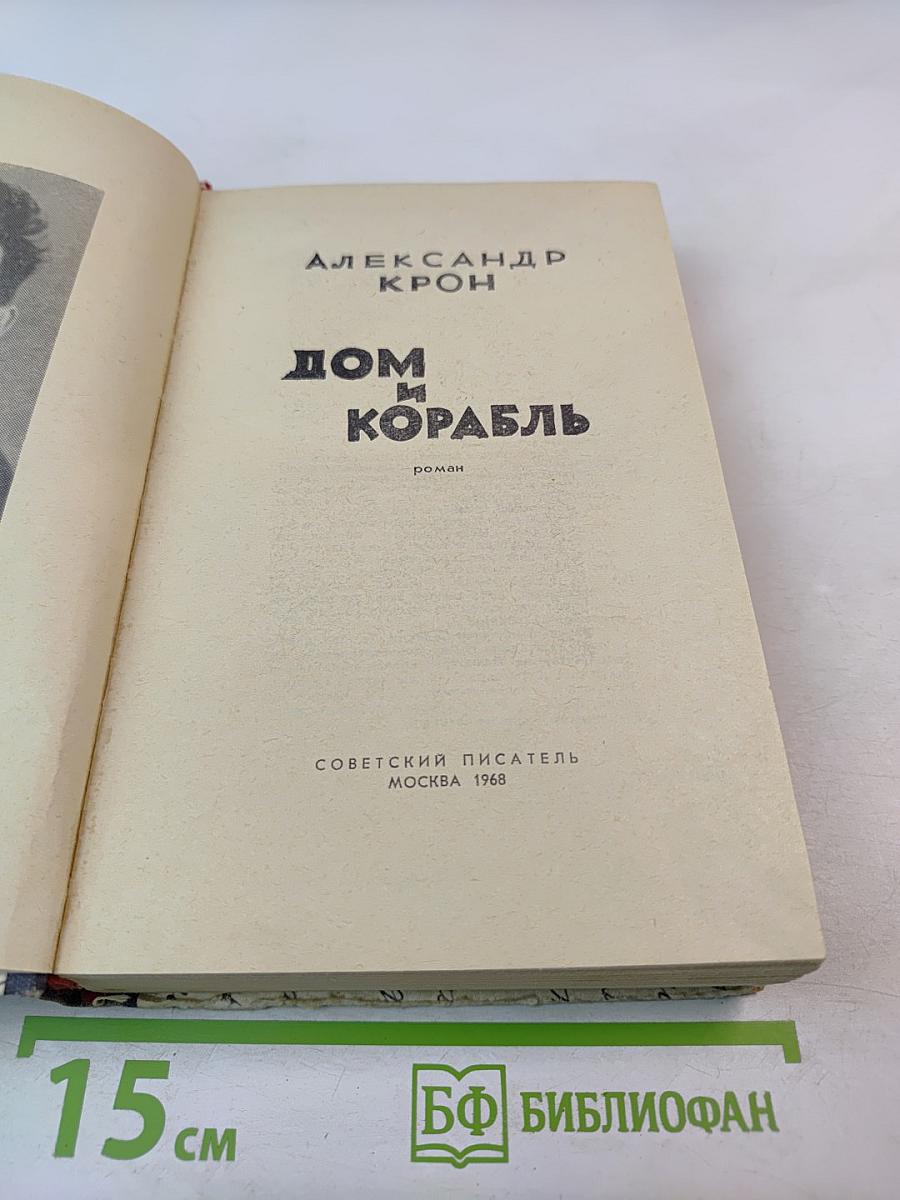 АЛЕКСАНДР
КРОН
ДОМ
И
КОРАБЛЬ
роман
СОВЕТСКИЙ ПИСАТЕЛЬ
МОСКВА 1968
15 см
БФ БИБЛИОФАН